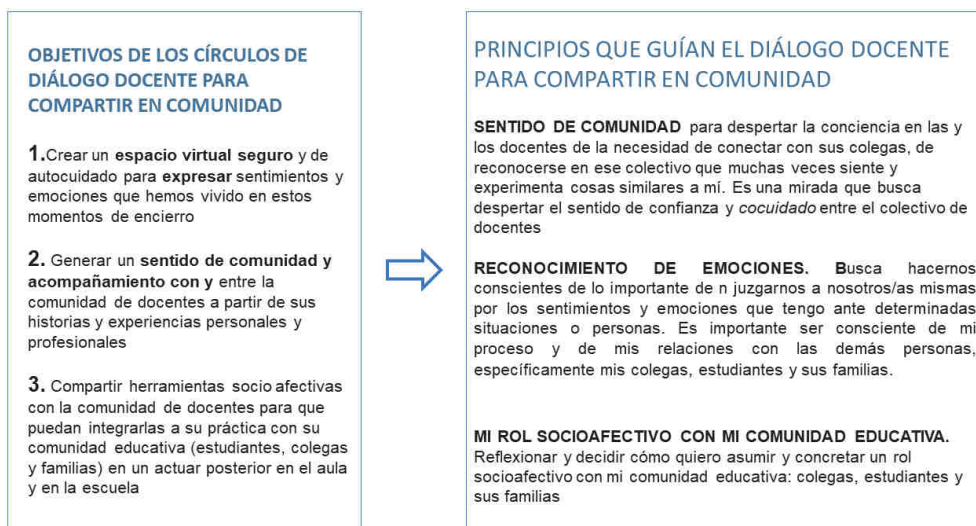 OBJETIVOS DE LOS CÍRCULOS DE
DIÁLOGO DOCENTE PARA
COMPARTIR EN COMUNIDAD
1.Crear un espacio virtual seguro y de
autocuidado para expresar sentimientos y
emociones que hemos vivido en estos
momentos de encierro
2. Generar un sentido de comunidad y
acompañamiento con y entre la
comunidad de docentes a partir de sus
historias y experiencias personales y
profesionales
3. Compartir herramientas socio afectivas
con la comunidad de docentes para que
puedan integrarlas a su práctica con su
comunidad educativa (estudiantes, colegas
y familias) en un actuar posterior en el aula
y en la escuela
PRINCIPIOS QUE GUÍAN EL DIÁLOGO DOCENTE
PARA COMPARTIR EN COMUNIDAD
SENTIDO DE COMUNIDAD para despertar la conciencia en las y
los docentes de la necesidad de conectar con sus colegas, de
reconocerse en ese colectivo que muchas veces siente y
experimenta cosas similares a mí. Es una mirada que busca
despertar el sentido de confianza y cocuidado entre el colectivo de
docentes
RECONOCIMIENTO DE EMOCIONES. Busca hacernos
conscientes de lo importante de n juzgarnos a nosotros/as mismas
por los sentimientos y emociones que tengo ante determinadas
situaciones o personas. Es importante ser consciente de mi
proceso y de mis relaciones con las demás personas,
específicamente mis colegas, estudiantes y sus familias.
MI ROL SOCIOAFECTIVO CON MI COMUNIDAD EDUCATIVA.
Reflexionar y decidir cómo quiero asumir y concretar un rol
socioafectivo con mi comunidad educativa: colegas, estudiantes y
sus familias